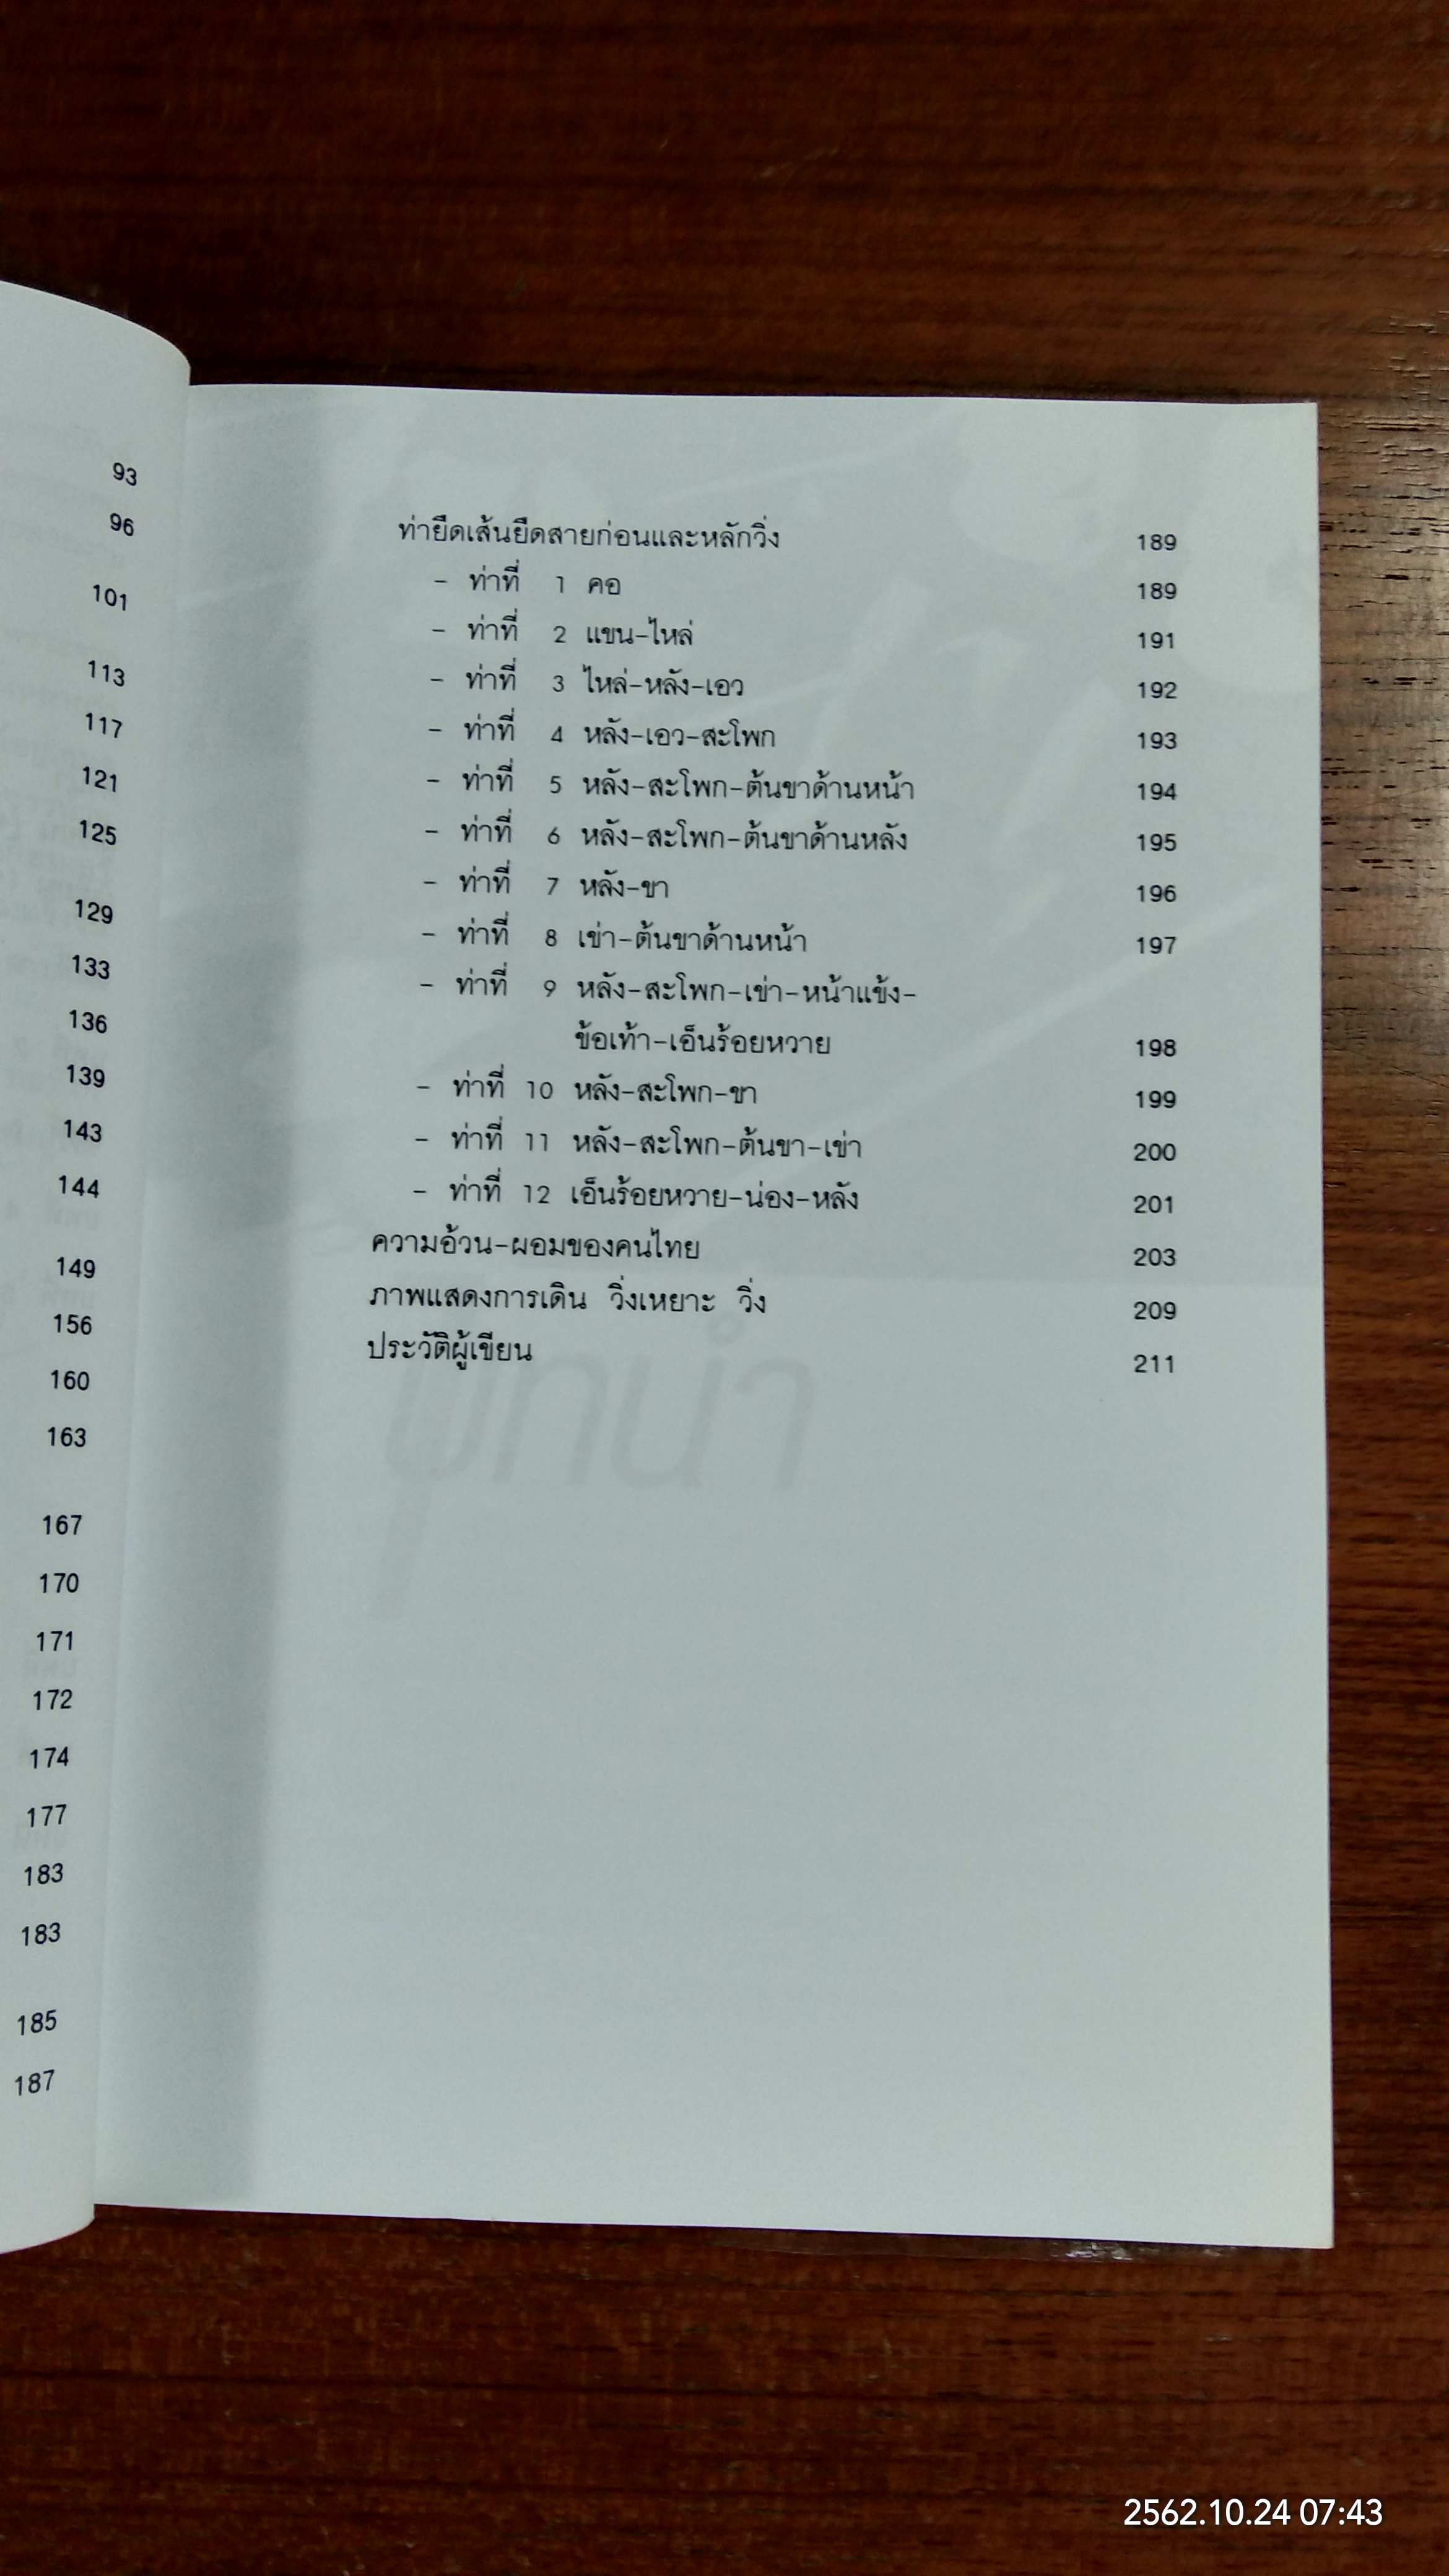 93
96
101
113
117
121
125
129
133
136
139
143
144
149
156
160
163
167
170
171
172
174
177
183
183
185
187
ท่ายืดเส้นยืดสายก่อนและหลักวิ่ง 189
- ท่าที่ 1 คอ 189
- ท่าที่ 2 แขน-ไหล่ 191
- ท่าที่ 3 ไหล่-หลัง-เอว 192
- ท่าที่ 4 หลัง-เอว-สะโพก 193
- ท่าที่ 5 หลัง-สะโพก-ต้นขาด้านหน้า 194
- ท่าที่ 6 หลัง-สะโพก-ต้นขาด้านหลัง 195
- ท่าที่ 7 หลัง-ขา 196
- ท่าที่ 8 เข่า-ต้นขาด้านหน้า 197
- ท่าที่ 9 หลัง-สะโพก-เข่า-หน้าแข้ง-
ข้อเท้า-เอ็นร้อยหวาย 198
- ท่าที่ 10 หลัง-สะโพก-ขา 199
- ท่าที่ 11 หลัง-สะโพก-ต้นขา-เข่า 200
- ท่าที่ 12 เอ็นร้อยหวาย-น่อง-หลัง 201
ความอ้วน-ผอมของคนไทย 203
ภาพแสดงการเดิน วิ่งเหยาะ วิ่ง 209
ประวัติผู้เขียน 211
2562.10.24 07:43